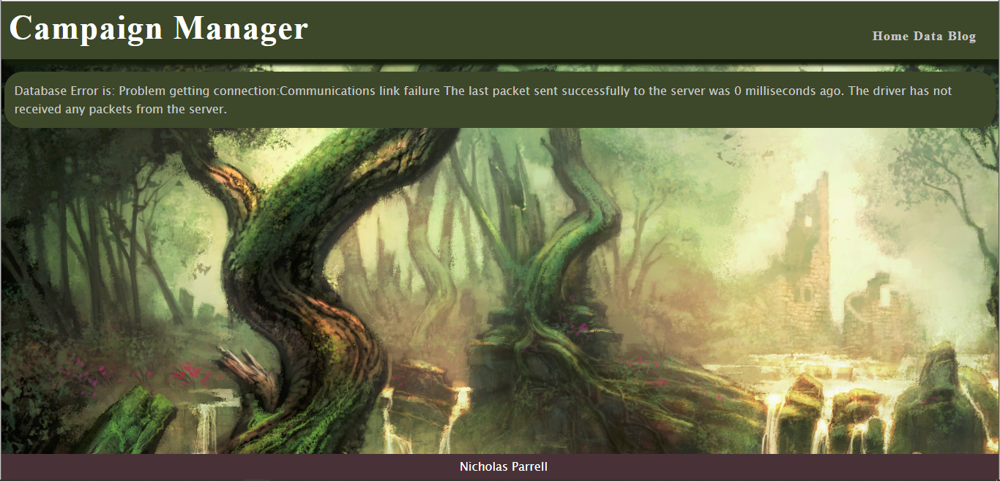 Campaign Manager
Home Data Blog
Database Error is: Problem getting connection:Communications link failure The last packet sent successfully to the server was 0 milliseconds ago. The driver has not
received any packets from the server.
Nicholas Parrell